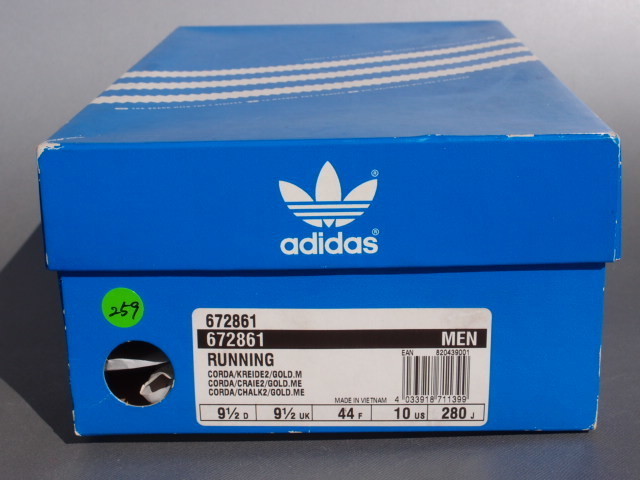 adidas
259
672861
672861 MEN
RUNNING
CORDA/KREIDE2/GOLD.M
CORDA/CRAIE2/GOLD.ME
CORDA/CHALK2/GOLD.ME
EAN 820439001
MADE IN VIETNAM
4 033918 711399
9½ D 9½ UK 44 F 10 US 280 J